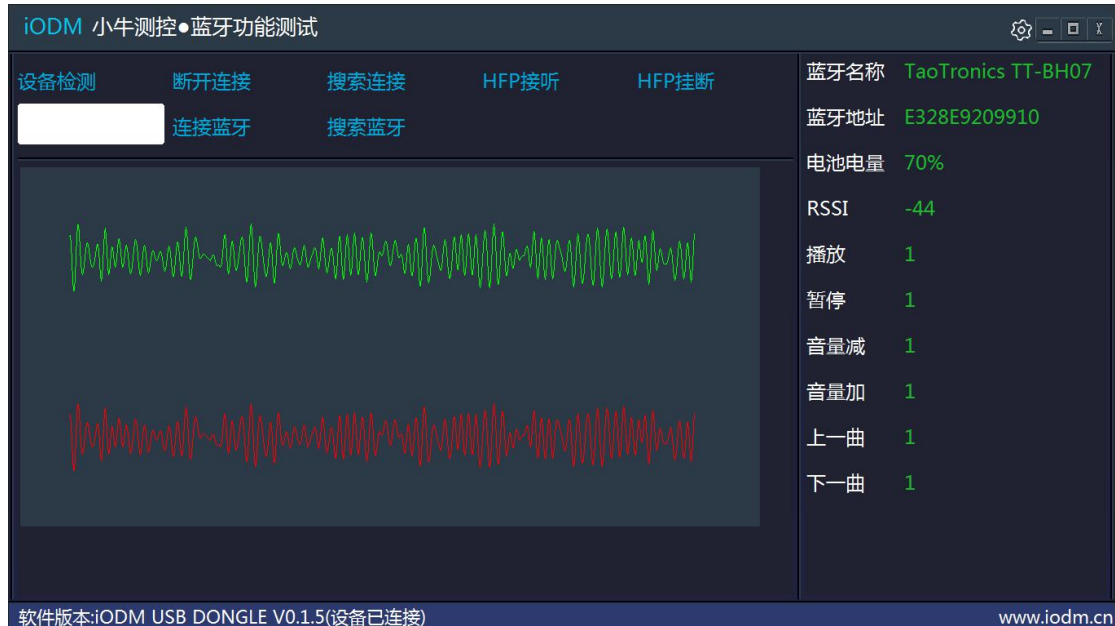 iODM 小牛测控●蓝牙功能测试
设备检测 断开连接 搜索连接 HFP接听 HFP挂断
连接蓝牙 搜索蓝牙
蓝牙名称 TaoTronics TT-BH07
蓝牙地址 E328E9209910
电池电量 70%
RSSI -44
播放 1
暂停 1
音量减 1
音量加 1
上一曲 1
下一曲 1
软件版本:iODM USB DONGLE V0.1.5(设备已连接) www.iodm.cn